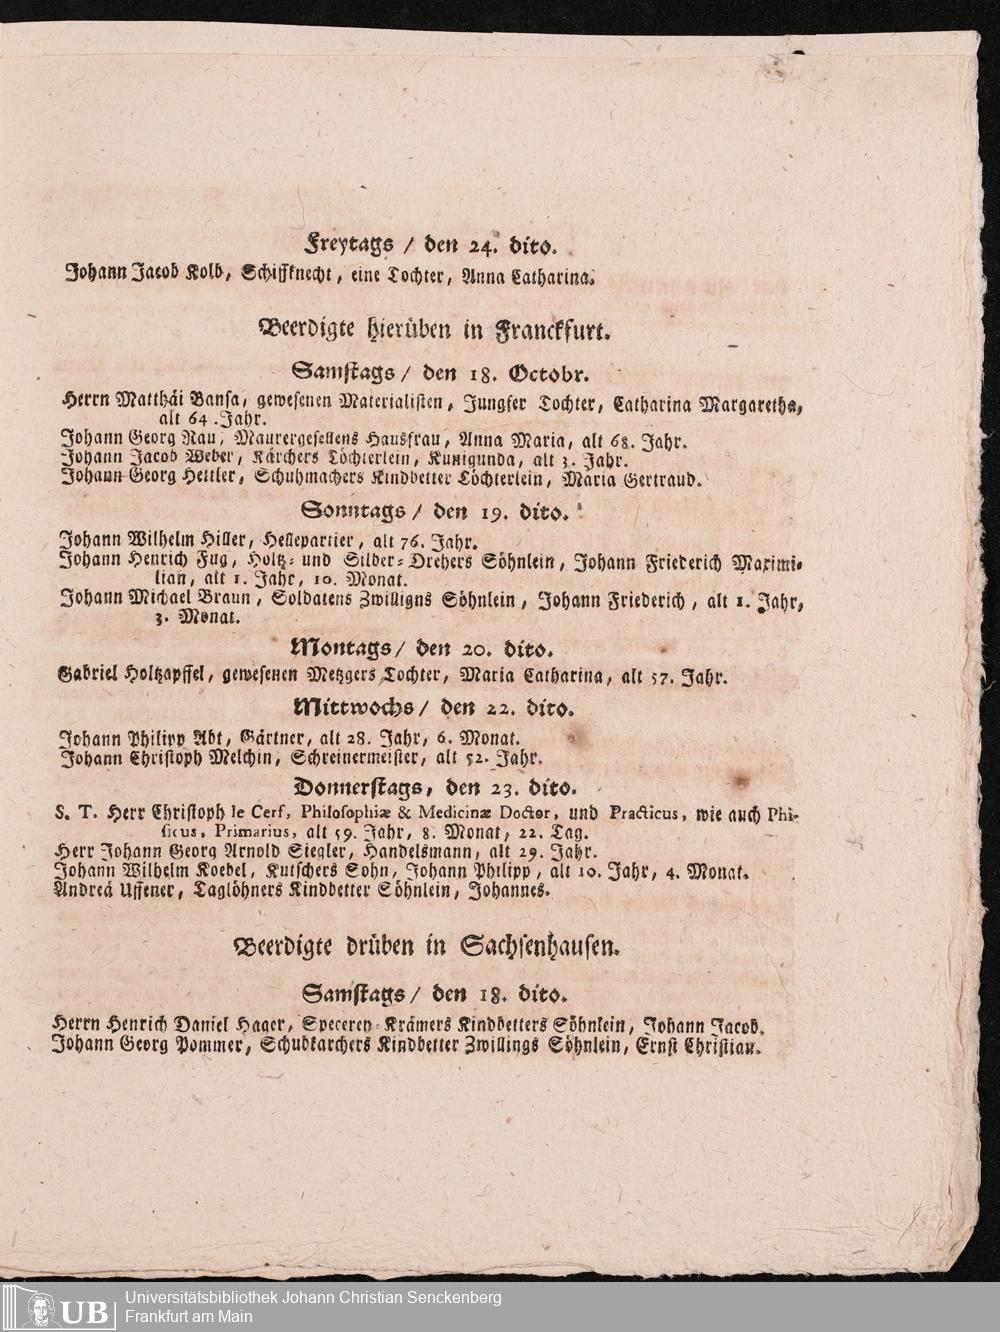 Freytags / den 24. dito.
Johann Jacob Kolb, Schiffknecht, eine Tochter, Anna Catharina.
Beerdigte hierüben in Franckfurt.
Samstags / den 18. Octobr.
Herrn Matthäi Bansa, gewesenen Materialisten, Jungfer Tochter, Catharina Margaretha,
alt 64. Jahr.
Johann Georg Rau, Maurergesellens Hausfrau, Anna Maria, alt 68. Jahr.
Johann Jacob Weber, Kärchers Töchterlein, Kunigunda, alt 3. Jahr.
Johann Georg Hettler, Schuhmachers Kindbetter Töchterlein, Maria Gertraud.
Sonntags / den 19. dito.
Johann Wilhelm Hiller, Hellepartier, alt 76. Jahr.
Johann Henrich Fug, Holtz- und Silber-Drehers Söhnlein, Johann Friederich Maximi-
lian, alt 1. Jahr, 10. Monat.
Johann Michael Braun, Soldatens Zwilligns Söhnlein, Johann Friederich, alt 1. Jahr,
3. Monat.
Montags / den 20. dito.
Gabriel Holtzapffel, gewesenen Metzgers Tochter, Maria Catharina, alt 57. Jahr.
Mittwochs / den 22. dito.
Johann Philipp Abt, Gärtner, alt 28. Jahr, 6. Monat.
Johann Christoph Melchin, Schreinermeister, alt 52. Jahr.
Donnerstags, den 23. dito.
S. T. Herr Christoph le Cerf, Philosophiæ & Medicinæ Doctor, und Practicus, wie auch Phi-
sicus, Primarius, alt 59. Jahr, 8. Monat, 22. Tag.
Herr Johann Georg Arnold Siegler, Handelsmann, alt 29. Jahr.
Johann Wilhelm Koebel, Kutschers Sohn, Johann Philipp, alt 10. Jahr, 4. Monat.
Andreä Uffener, Taglöhners Kindbetter Söhnlein, Johannes.
Beerdigte drüben in Sachsenhausen.
Samstags / den 18. dito.
Herrn Henrich Daniel Hager, Specerey-Krämers Kindbetters Söhnlein, Johann Jacob.
Johann Georg Pommer, Schubkarchers Kindbetter Zwillings Söhnlein, Ernst Christian.
UB
Universitätsbibliothek Johann Christian Senckenberg
Frankfurt am Main